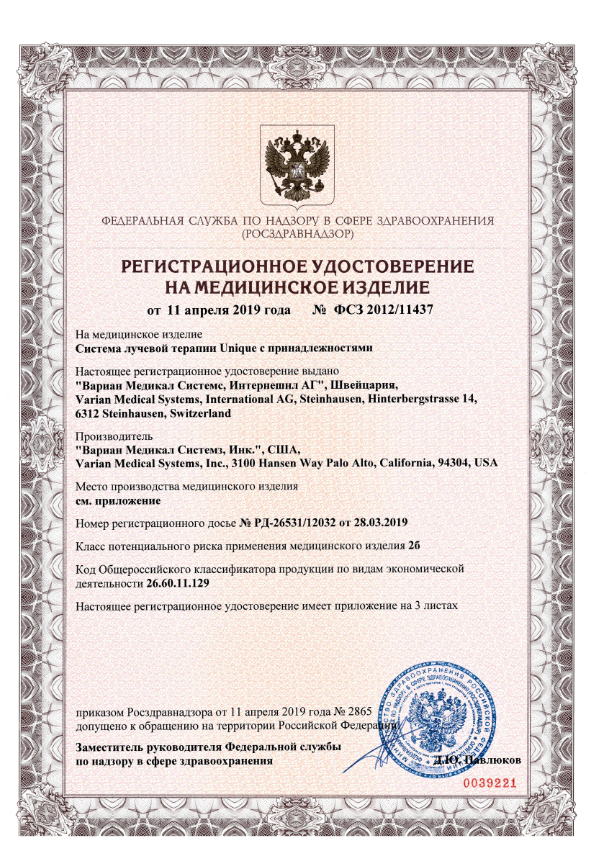 ФЕДЕРАЛЬНАЯ СЛУЖБА ПО НАДЗОРУ В СФЕРЕ ЗДРАВООХРАНЕНИЯ
(РОСЗДРАВНАДЗОР)
РЕГИСТРАЦИОННОЕ УДОСТОВЕРЕНИЕ
НА МЕДИЦИНСКОЕ ИЗДЕЛИЕ
от 11 апреля 2019 года № ФСЗ 2012/11437
На медицинское изделие
Система лучевой терапии Unique с принадлежностями
Настоящее регистрационное удостоверение выдано
"Вариан Медикал Системс, Интернешнл АГ", Швейцария,
Varian Medical Systems, International AG, Steinhausen, Hinterbergstrasse 14,
6312 Steinhausen, Switzerland
Производитель
"Вариан Медикал Системз, Инк.", США,
Varian Medical Systems, Inc., 3100 Hansen Way Palo Alto, California, 94304, USA
Место производства медицинского изделия
см. приложение
Номер регистрационного досье № РД-26531/12032 от 28.03.2019
Класс потенциального риска применения медицинского изделия 2б
Код Общероссийского классификатора продукции по видам экономической
деятельности 26.60.11.129
Настоящее регистрационное удостоверение имеет приложение на 3 листах
приказом Росздравнадзора от 11 апреля 2019 года № 2865
допущено к обращению на территории Российской Федерации
Заместитель руководителя Федеральной службы
по надзору в сфере здравоохранения
Д.Ю. Павлюков
0039221